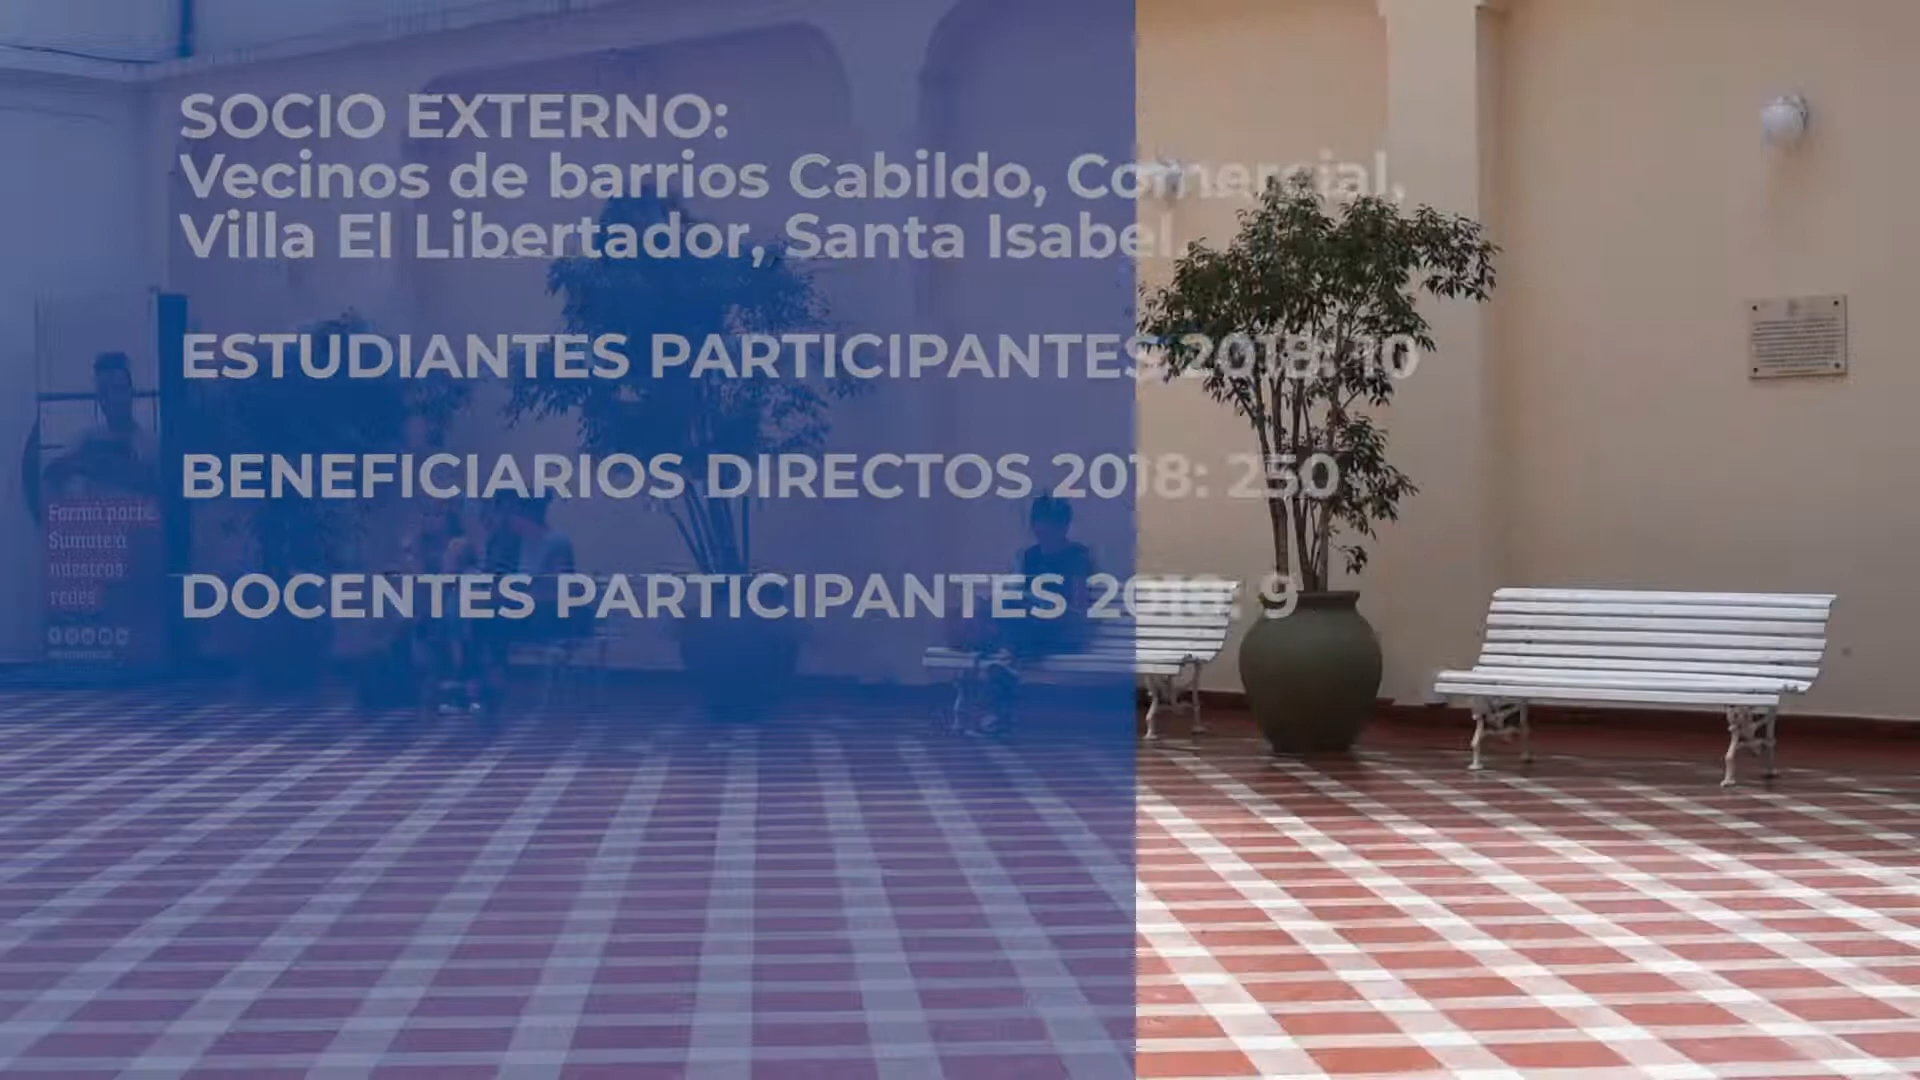 SOCIO EXTERNO:
Vecinos de barrios Cabildo, Comercial,
Villa El Libertador, Santa Isabel
ESTUDIANTES PARTICIPANTES 2018: 10
BENEFICIARIOS DIRECTOS 2018: 250
DOCENTES PARTICIPANTES 2018: 9
Formá parte
Sumate a
nuestras
redes